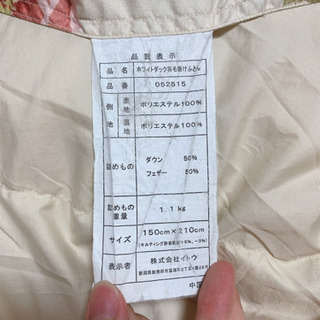 品質表示
品名 ホワイトダック羽毛掛けふとん
品番 052515
側地 表地 ポリエステル100%
裏地 ポリエステル100%
詰めもの ダウン 50%
フェザー 50%
詰めもの重量 1.1kg
サイズ 150cm×210cm
表示者 株式会社イトウ
中国